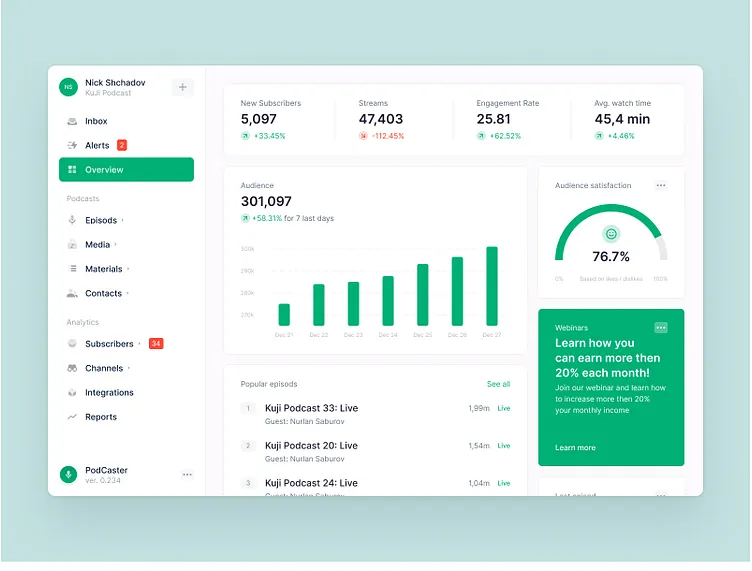 NS
Nick Shchadov
Kuji Podcast
+
Inbox
Alerts 2
Overview
Podcasts
Episods
Media
Materials
Contacts
Analytics
Subscribers 34
Channels
Integrations
Reports
PodCaster
ver. 0.234
New Subscribers
5,097
+33.45%
Streams
47,403
-112.45%
Engagement Rate
25.81
+62.52%
Avg. watch time
45,4 min
+4.46%
Audience
301,097
+58.31% for 7 last days
300k
290k
280k
270k
Dec 21 Dec 22 Dec 23 Dec 24 Dec 25 Dec 26 Dec 27
Audience satisfaction
76.7%
0% Based on likes / dislikes 100%
Popular episods See all
1 Kuji Podcast 33: Live 1,99m Live
Guest: Nurlan Saburov
2 Kuji Podcast 20: Live 1,54m Live
Guest: Nurlan Saburov
3 Kuji Podcast 24: Live 1,04m Live
Guest: Nurlan Saburov
Webinars
Learn how you
can earn more then
20% each month!
Join our webinar and learn how
to increase more then 20%
your monthly income
Learn more
Last episod